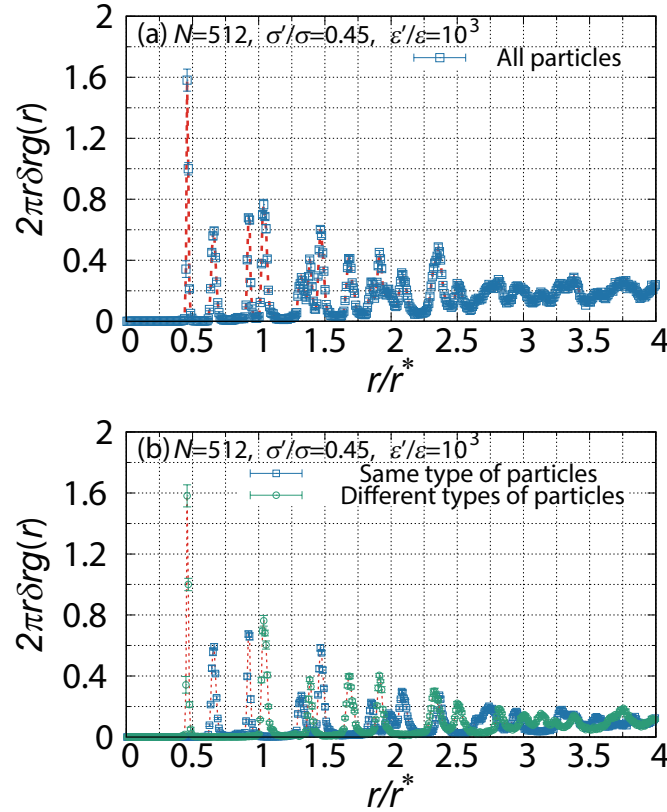 (a) N=512, σ′/σ=0.45, ε′/ε=10³
All particles
2πrδrg(r)
2
1.6
1.2
0.8
0.4
0
0 0.5 1 1.5 2 2.5 3 3.5 4
r/r*
(b) N=512, σ′/σ=0.45, ε′/ε=10³
Same type of particles
Different types of particles
2πrδrg(r)
2
1.6
1.2
0.8
0.4
0
0 0.5 1 1.5 2 2.5 3 3.5 4
r/r*